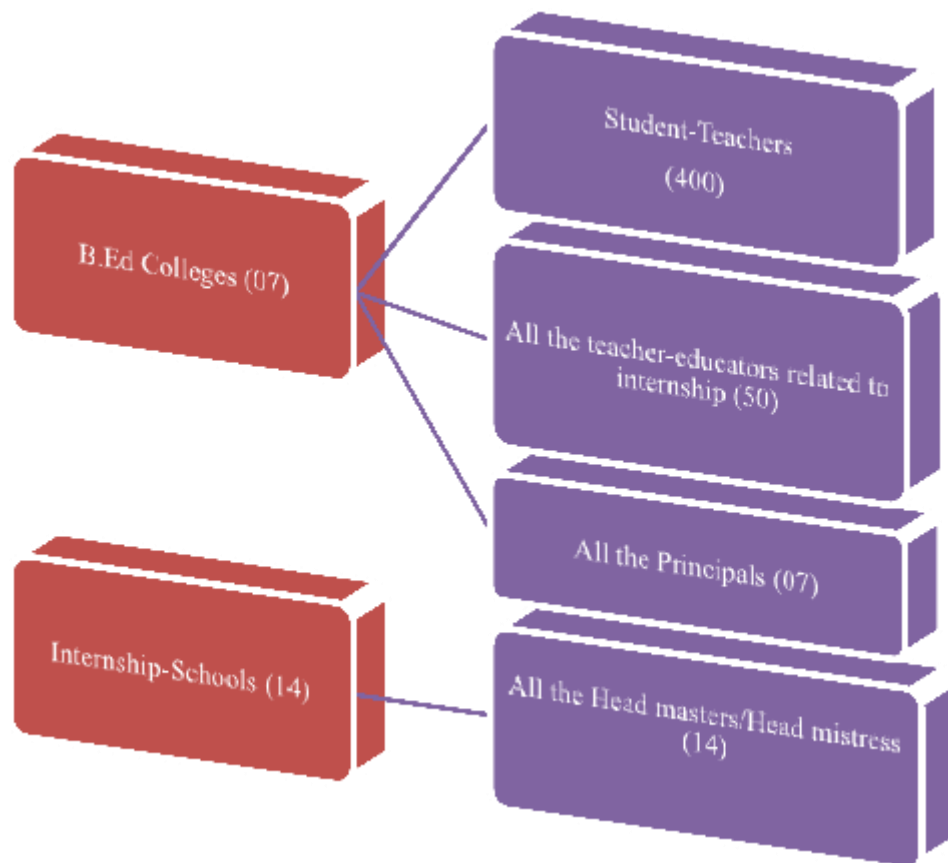 B.Ed Colleges (07)
Student-Teachers
(400)
All the teacher-educators related to
internship (50)
All the Principals (07)
Internship-Schools (14)
All the Head masters/Head mistress
(14)